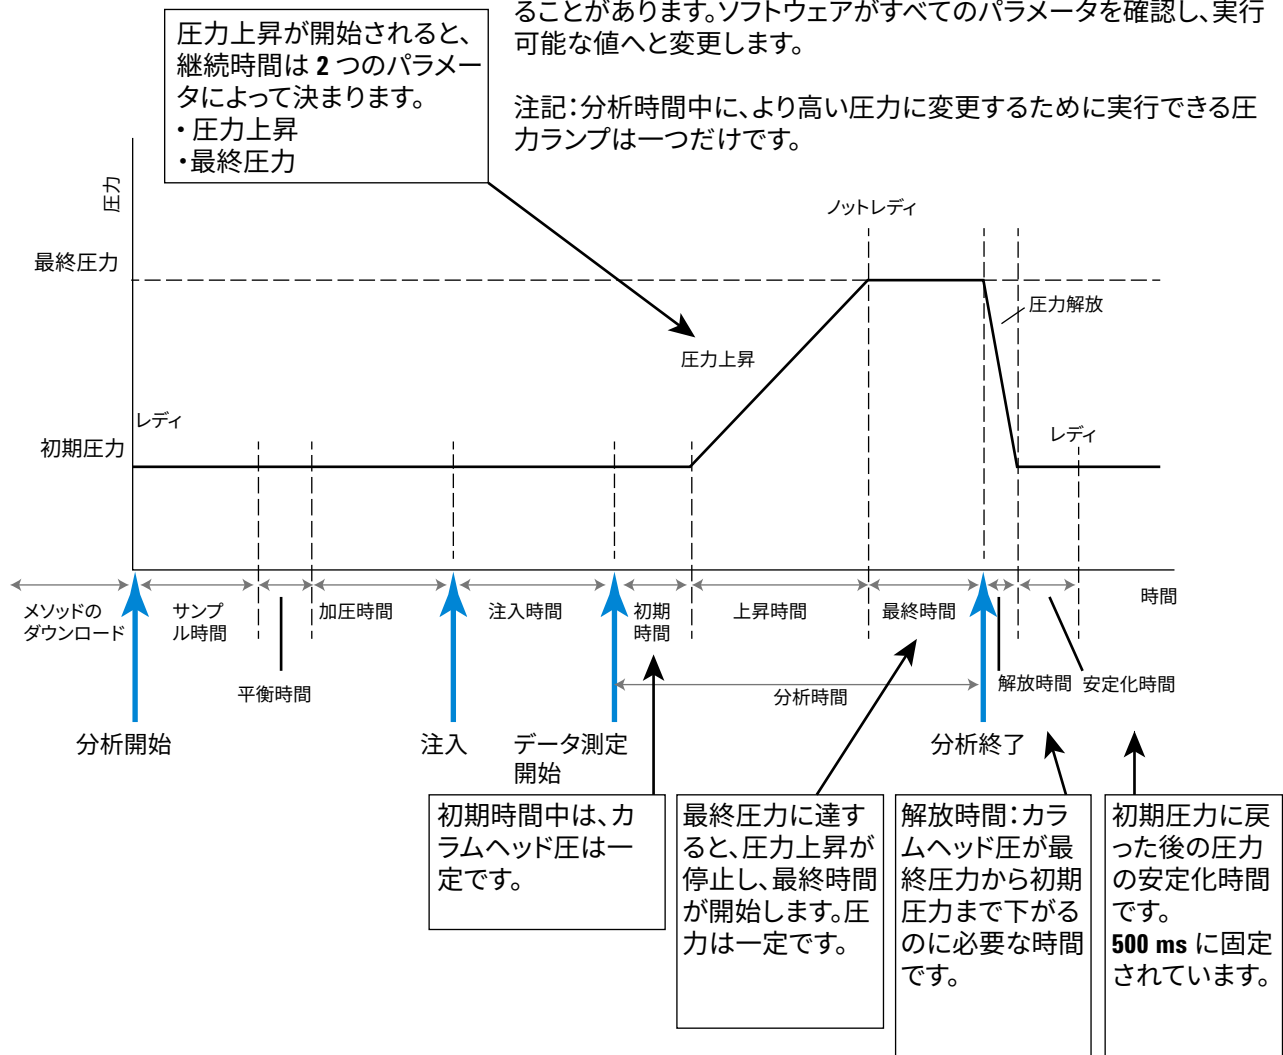 ることがあります。ソフトウェアがすべてのパラメータを確認し、実行
可能な値へと変更します。
圧力上昇が開始されると、
継続時間は 2 つのパラメー
タによって決まります。
・圧力上昇
・最終圧力
注記：分析時間中に、より高い圧力に変更するために実行できる圧
力ランプは一つだけです。
圧力
ノットレディ
最終圧力
圧力解放
圧力上昇
レディ
初期圧力
レディ
メソッドの
ダウンロード
サンプ
ル時間
加圧時間
注入時間
初期
時間
上昇時間
最終時間
時間
平衡時間
分析時間
解放時間
安定化時間
分析開始
注入
データ測定
開始
分析終了
初期時間中は、カ
ラムヘッド圧は一
定です。
最終圧力に達す
ると、圧力上昇が
停止し、最終時間
が開始します。圧
力は一定です。
解放時間：カラ
ムヘッド圧が最
終圧力から初期
圧力まで下がる
のに必要な時間
です。
初期圧力に戻
った後の圧力
の安定化時間
です。
500 ms に固定
されています。